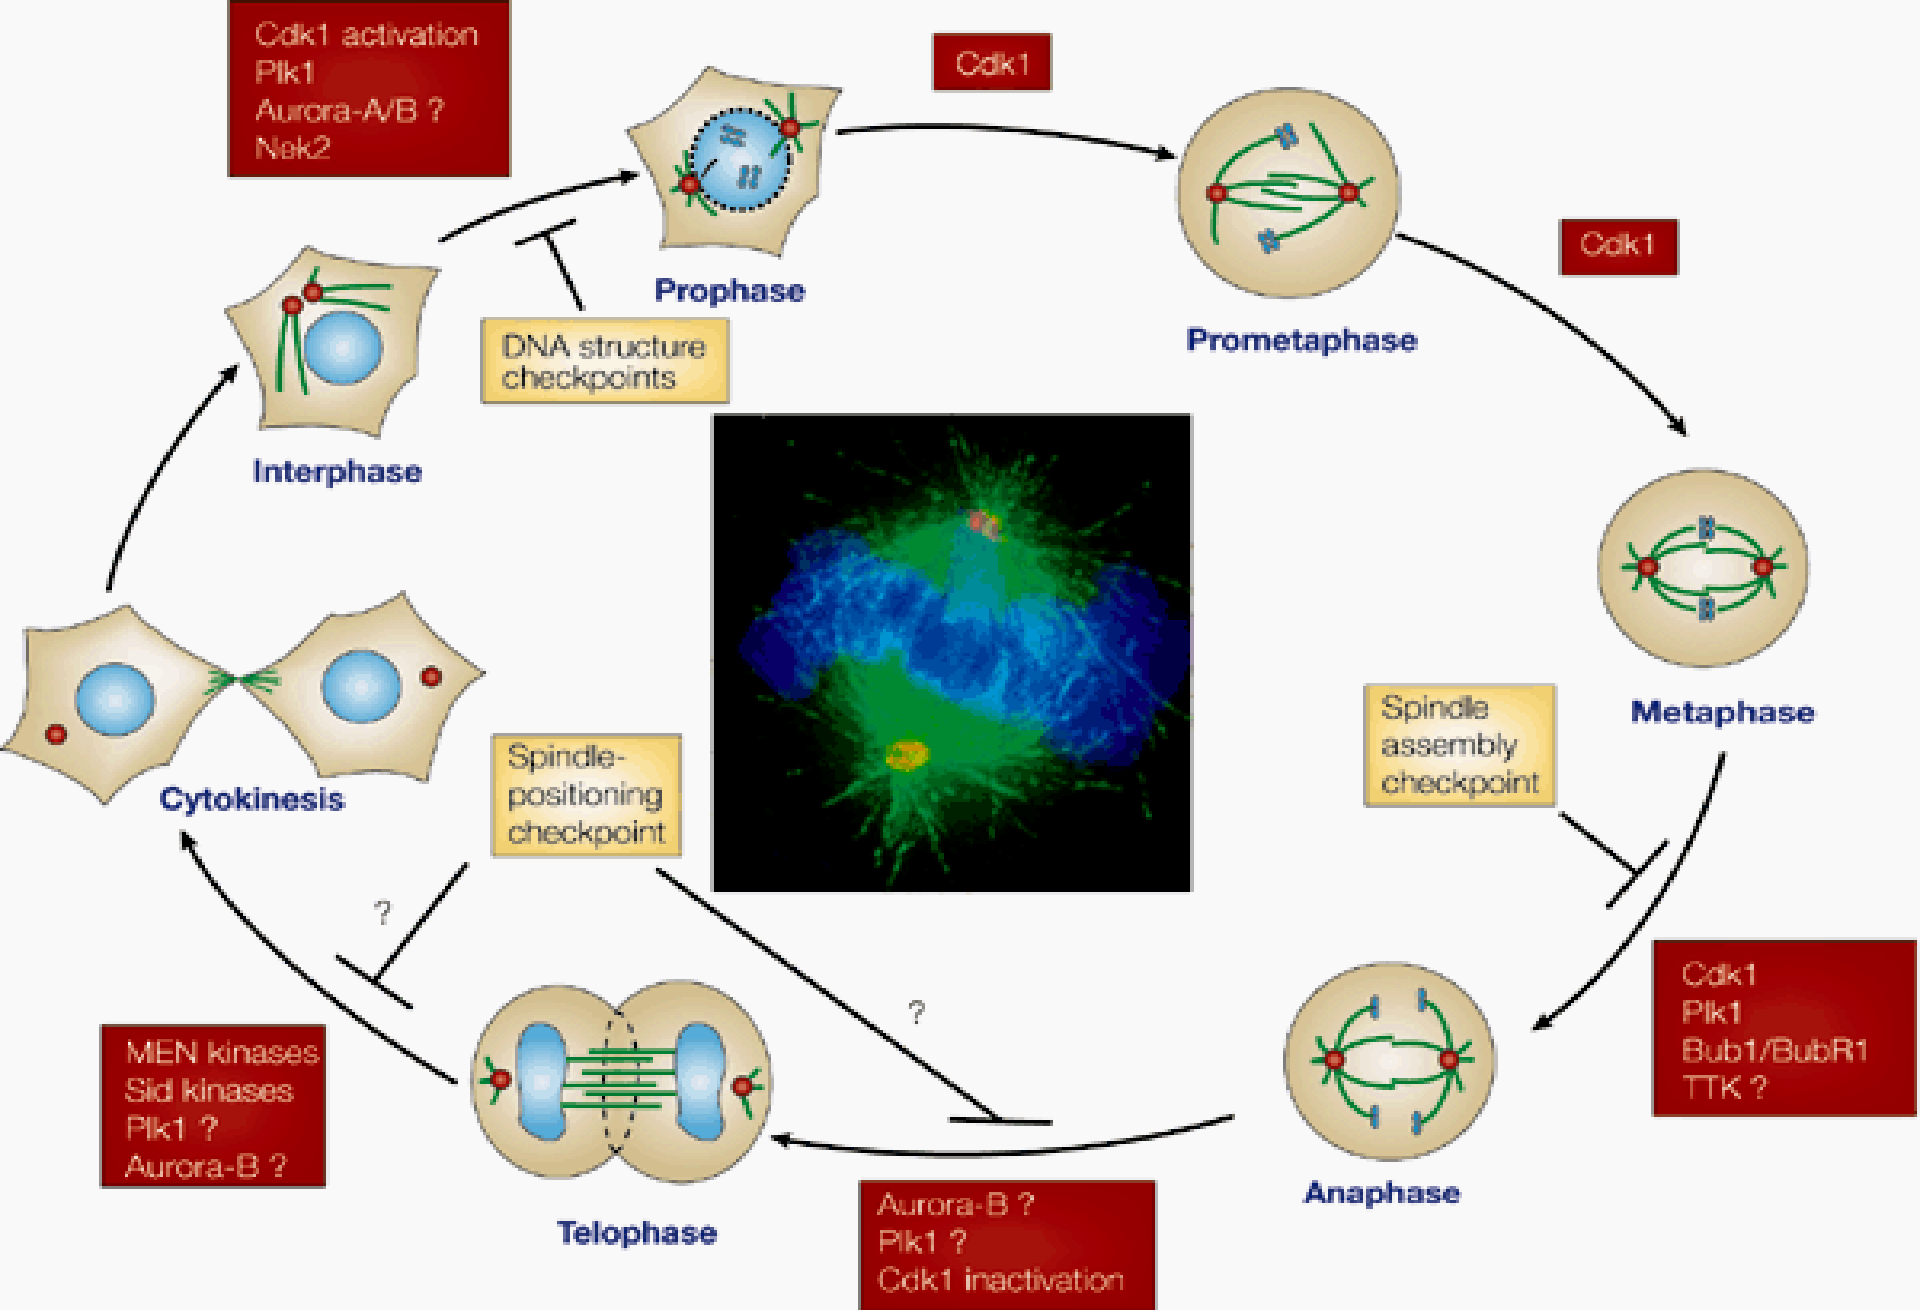 Cdk1 activation
Plk1
Aurora-A/B ?
Nek2
Cdk1
Cdk1
Prophase
Prometaphase
DNA structure
checkpoints
Interphase
Metaphase
Spindle
assembly
checkpoint
Cytokinesis
Spindle-
positioning
checkpoint
?
?
Cdk1
Plk1
Bub1/BubR1
TTK ?
MEN kinases
Sid kinases
Plk1 ?
Aurora-B ?
Anaphase
Telophase
Aurora-B ?
Plk1 ?
Cdk1 inactivation